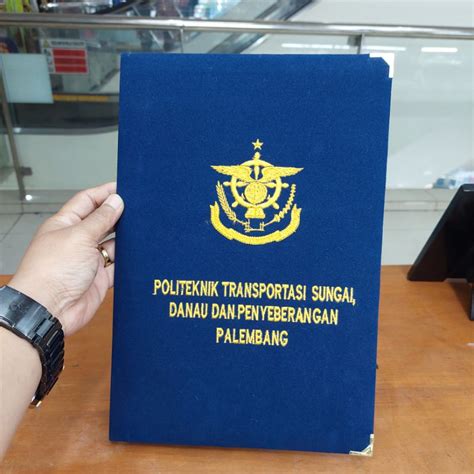 POLITEKNIK TRANSPORTASI SUNGAI,
DANAU DAN PENYEBERANGAN
PALEMBANG